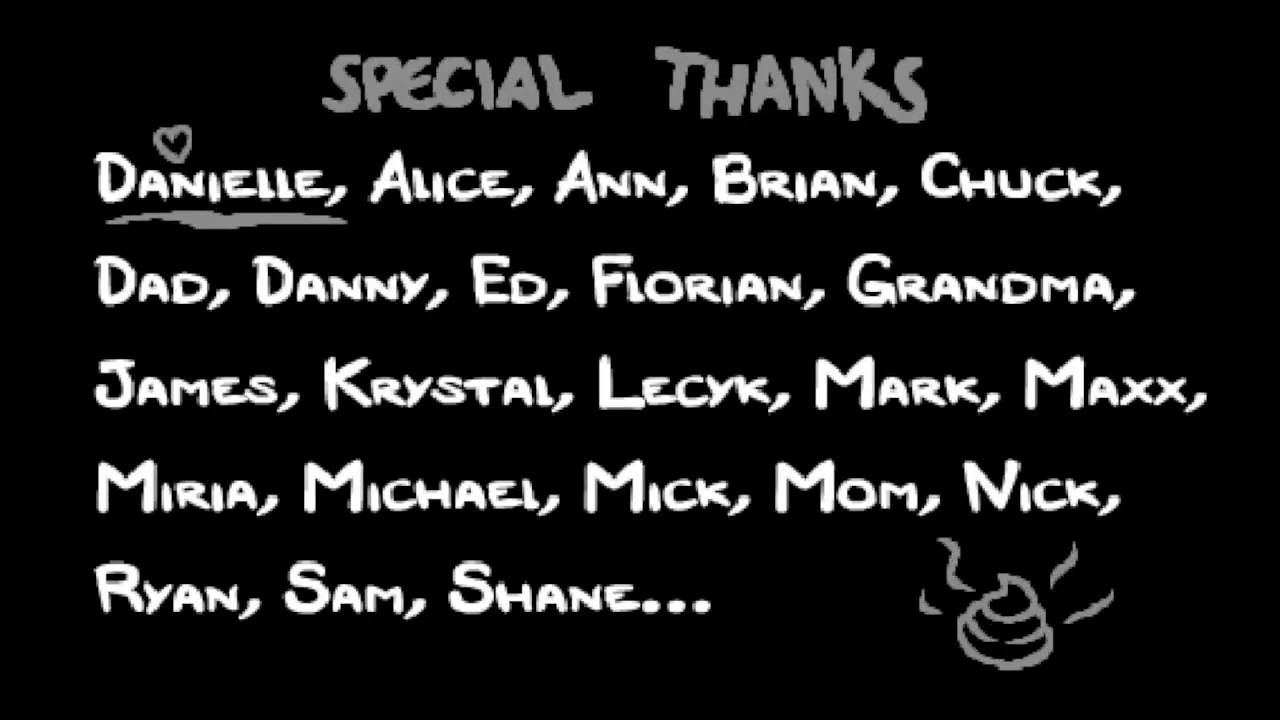 SPECIAL THANKS
DANIELLE, ALICE, ANN, BRIAN, CHUCK,
DAD, DANNY, ED, FLORIAN, GRANDMA,
JAMES, KRYSTAL, LECYK, MARK, MAXX,
MIRIA, MICHAEL, MICK, MOM, NICK,
RYAN, SAM, SHANE...